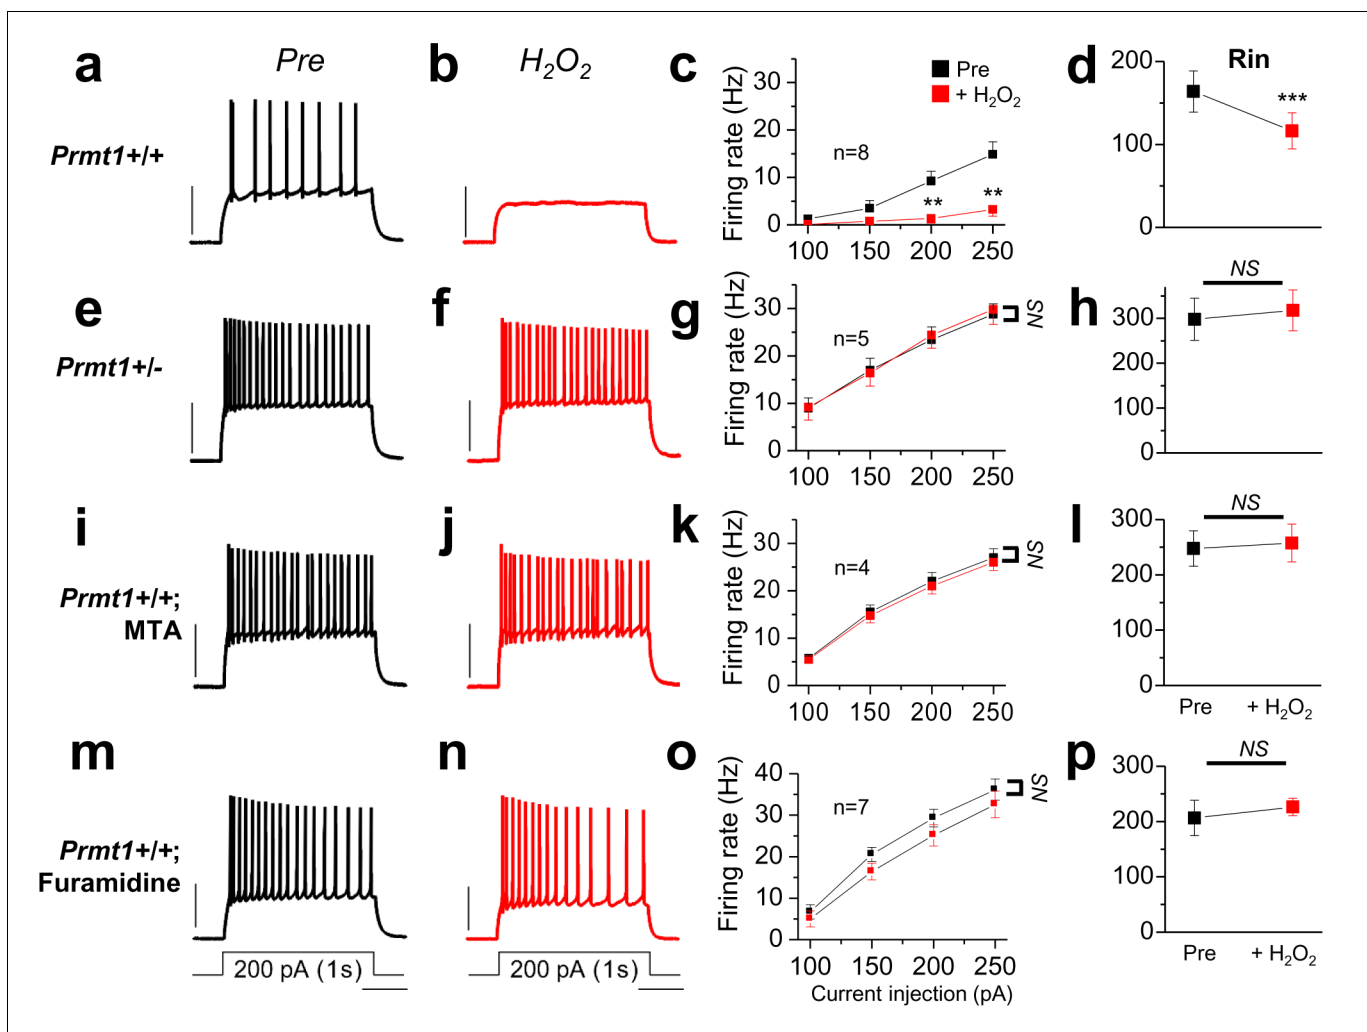 a Pre b H2O2 c d Rin
Prmt1+/+
Firing rate (Hz)
30
20
10
0
100 150 200 250
Pre
+ H2O2
n=8
** **
200
100
0
***
e f g h
Prmt1+/-
Firing rate (Hz)
30
20
10
0
100 150 200 250
n=5
NS
NS
300
200
100
0
i j k l
Prmt1+/+;
MTA
Firing rate (Hz)
30
20
10
0
100 150 200 250
n=4
NS
NS
300
200
100
0
Pre + H2O2
m n o p
Prmt1+/+;
Furamidine
200 pA (1s) 200 pA (1s)
Firing rate (Hz)
40
30
20
10
0
100 150 200 250
Current injection (pA)
n=7
NS
NS
300
200
100
0
Pre + H2O2